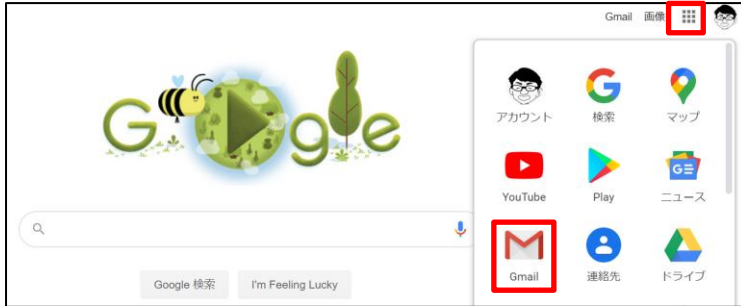 Gmail 画像
Google
アカウント 検索 マップ
YouTube Play ニュース
Gmail 連絡先 ドライブ
Google 検索 I'm Feeling Lucky